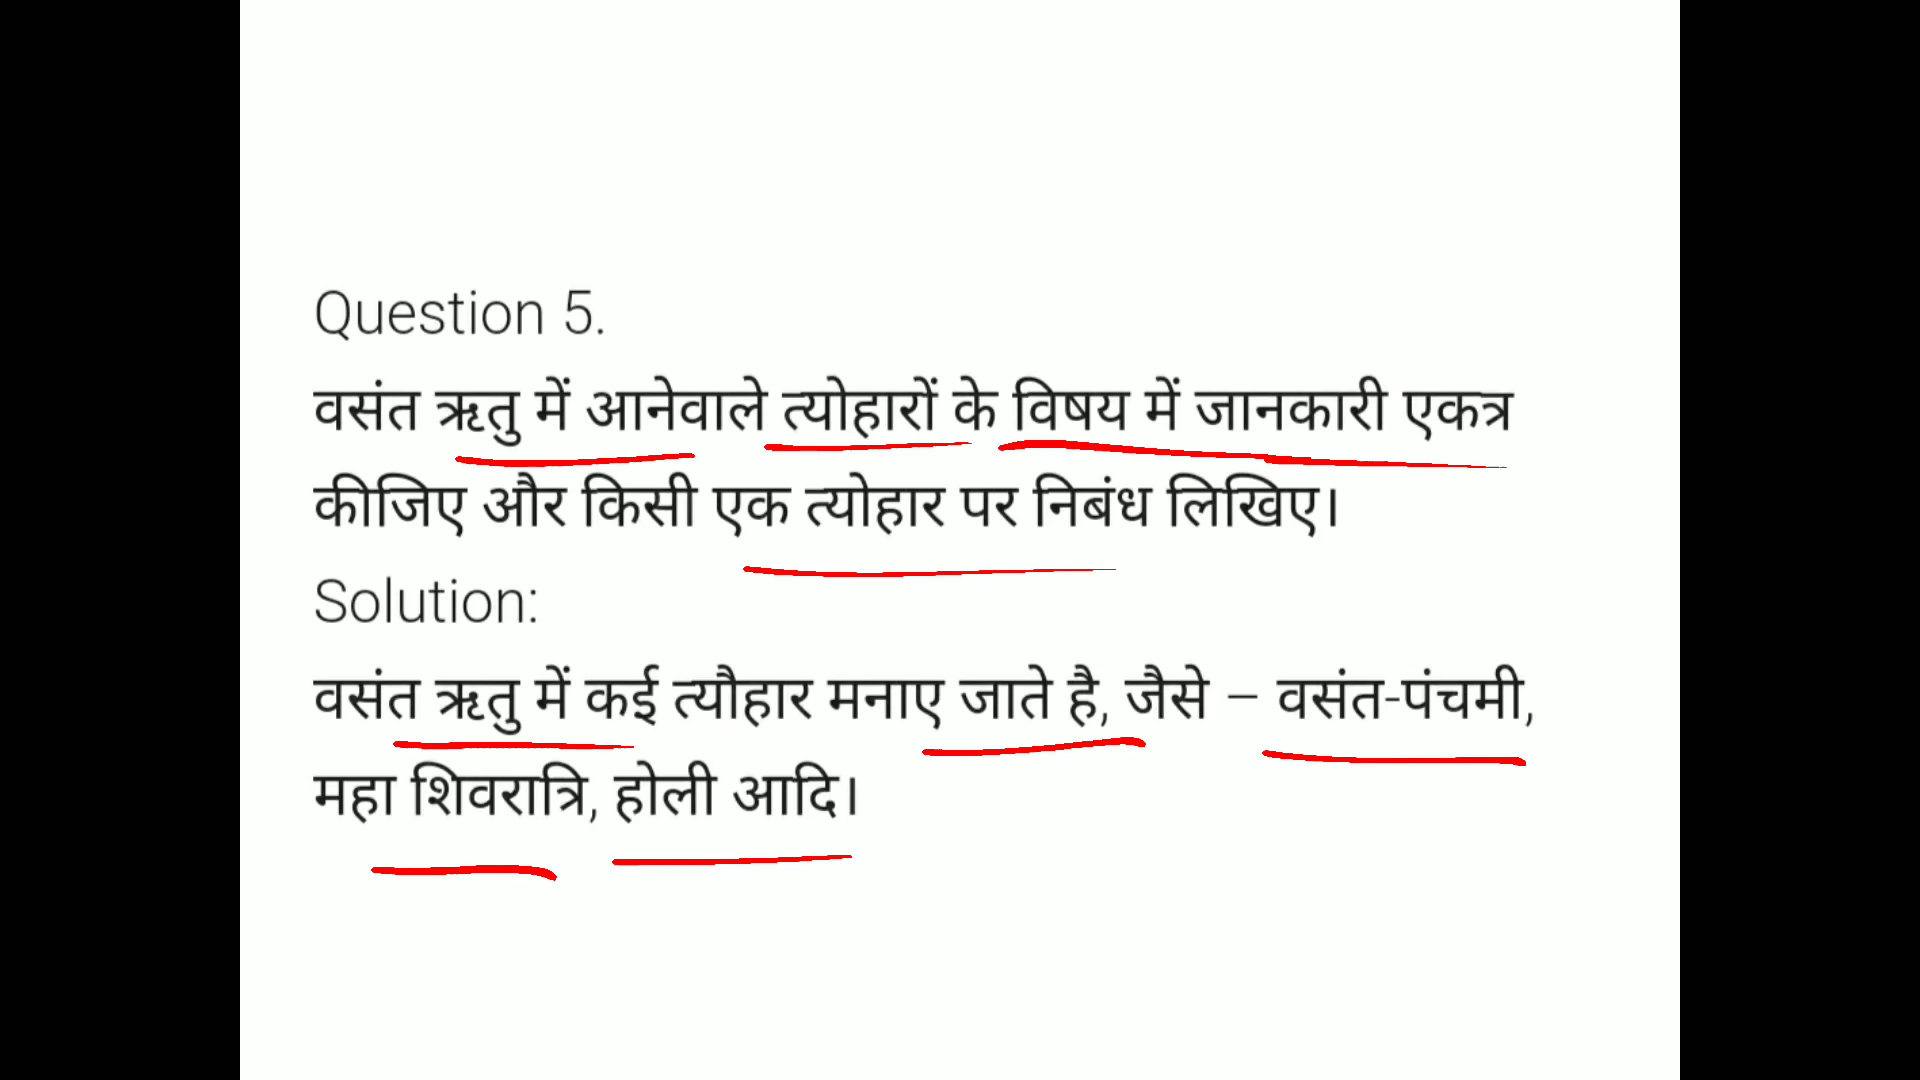 Question 5.
वसंत ऋतु में आनेवाले त्योहारों के विषय में जानकारी एकत्र
कीजिए और किसी एक त्योहार पर निबंध लिखिए।
Solution:
वसंत ऋतु में कई त्यौहार मनाए जाते है, जैसे – वसंत-पंचमी,
महा शिवरात्रि, होली आदि।